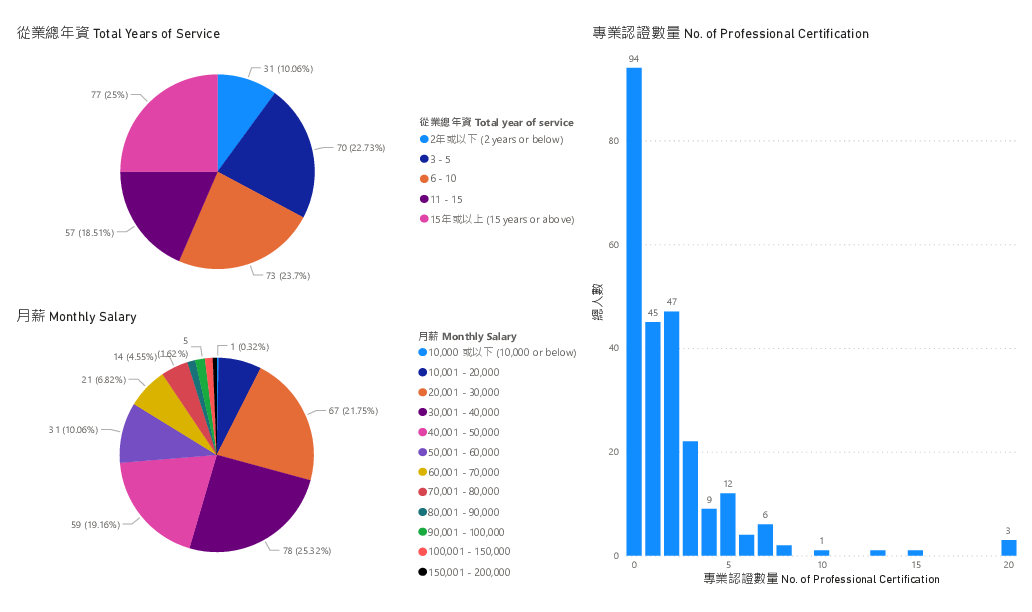 從業總年資 Total Years of Service
31 (10.06%)
77 (25%)
70 (22.73%)
57 (18.51%)
73 (23.7%)
從業總年資 Total year of service
2年或以下 (2 years or below)
3 - 5
6 - 10
11 - 15
15年或以上 (15 years or above)
月薪 Monthly Salary
5
1 (0.32%)
14 (4.55%)
(1.62%)
21 (6.82%)
67 (21.75%)
31 (10.06%)
59 (19.16%)
78 (25.32%)
月薪 Monthly Salary
10,000 或以下 (10,000 or below)
10,001 - 20,000
20,001 - 30,000
30,001 - 40,000
40,001 - 50,000
50,001 - 60,000
60,001 - 70,000
70,001 - 80,000
80,001 - 90,000
90,001 - 100,000
100,001 - 150,000
150,001 - 200,000
專業認證數量 No. of Professional Certification
94
80
60
47
45
40
20
12
9
6
3
1
0
總人數
0 5 10 15 20
專業認證數量 No. of Professional Certification